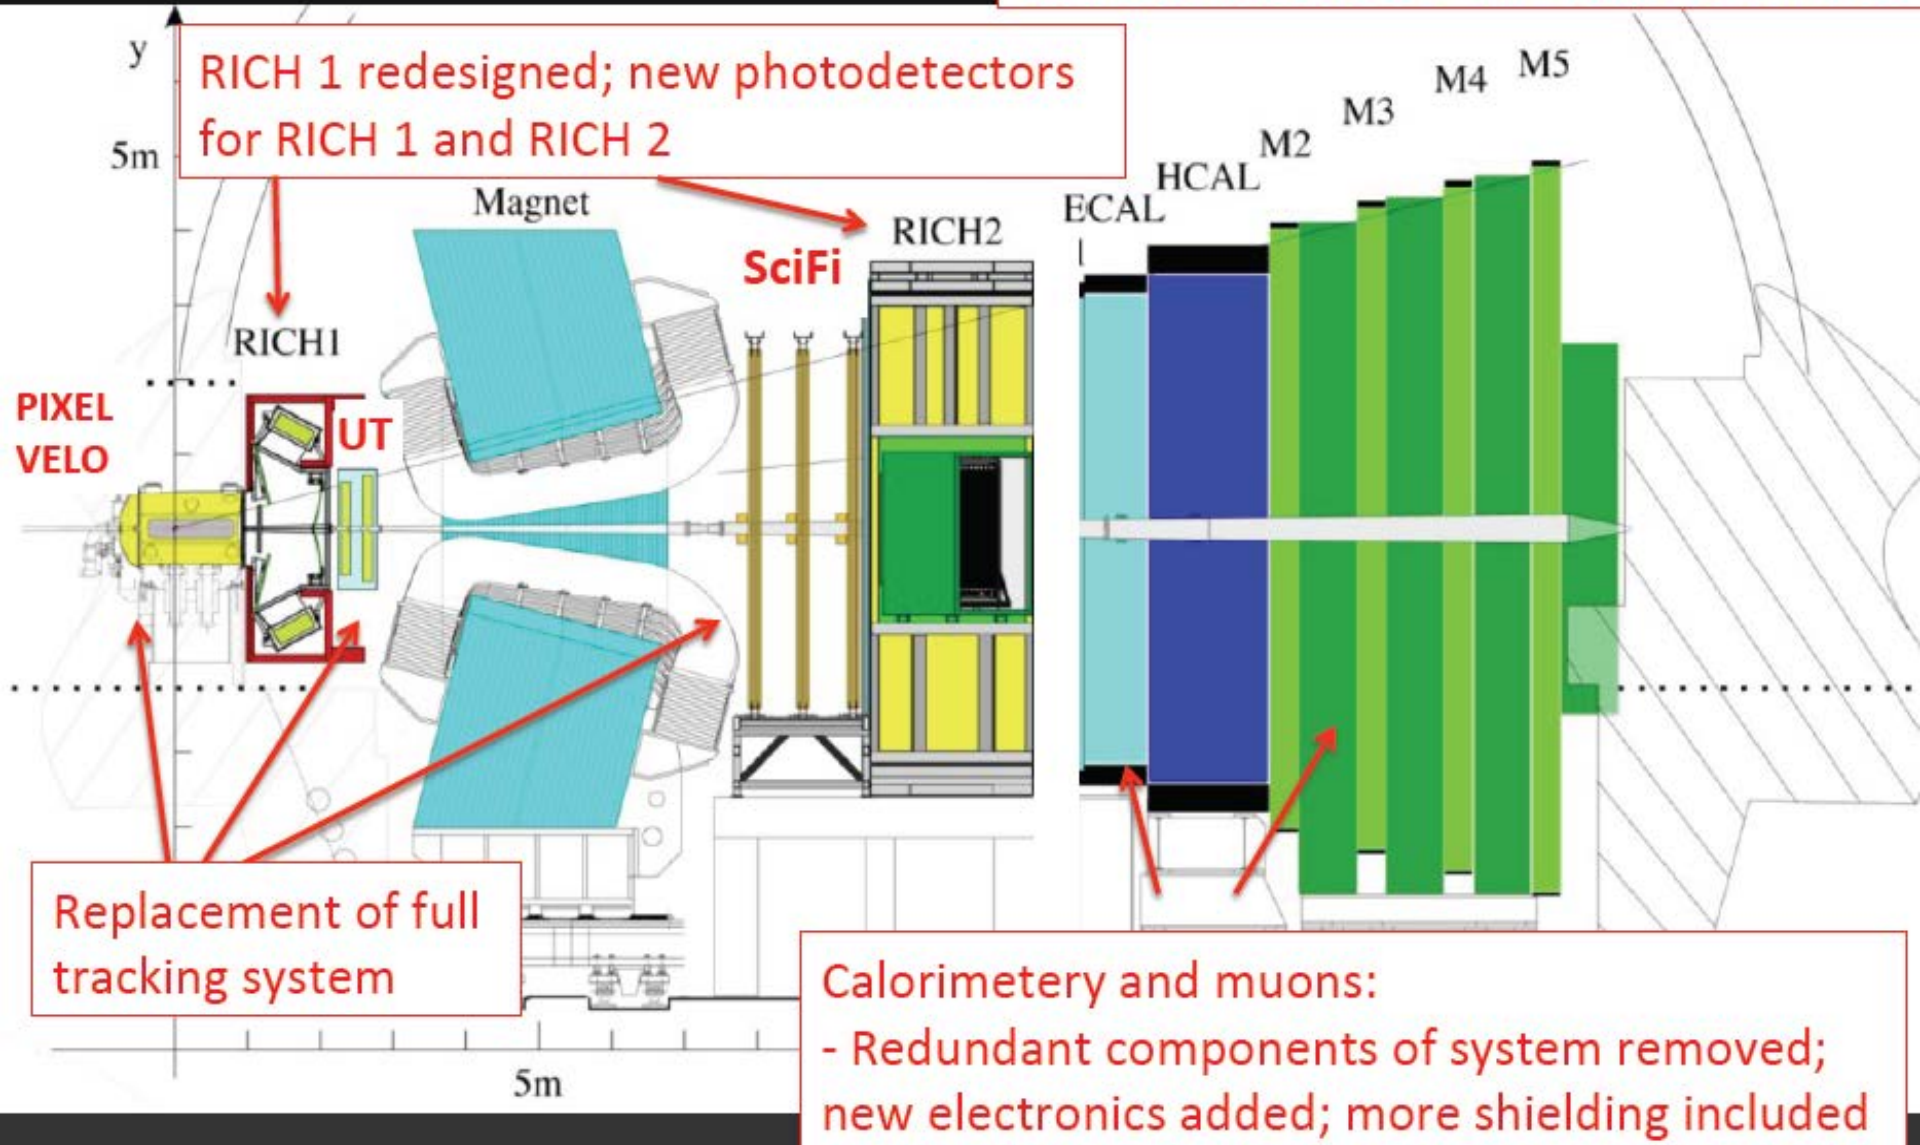 y
RICH 1 redesigned; new photodetectors
for RICH 1 and RICH 2
5m
Magnet
SciFi
RICH2
ECAL
HCAL
M2
M3
M4
M5
RICH1
PIXEL
VELO
UT
Replacement of full
tracking system
Calorimetery and muons:
- Redundant components of system removed;
new electronics added; more shielding included
5m